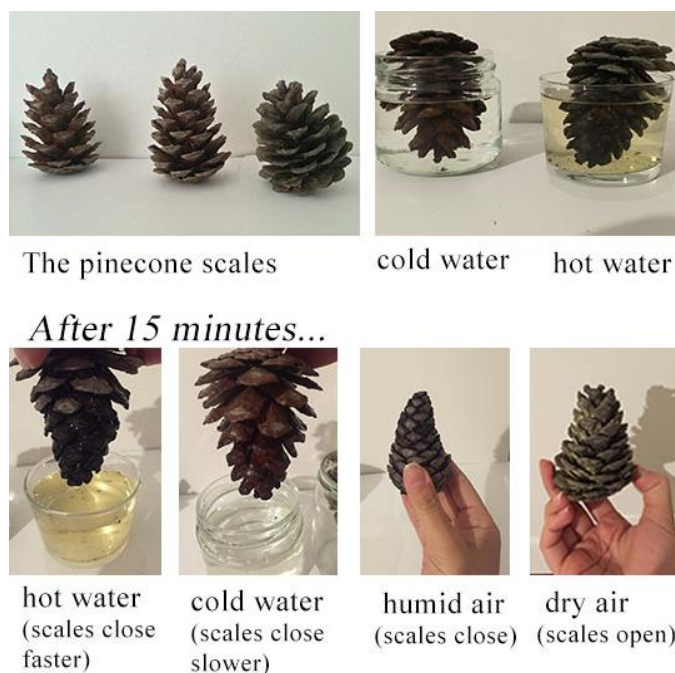 The pinecone scales
cold water
hot water
After 15 minutes...
hot water
(scales close
faster)
cold water
(scales close
slower)
humid air
(scales close)
dry air
(scales open)